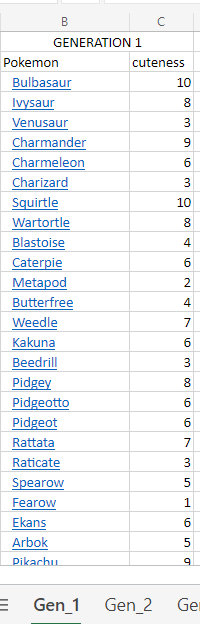 B C
GENERATION 1
Pokemon cuteness
Bulbasaur 10
Ivysaur 8
Venusaur 3
Charmander 9
Charmeleon 6
Charizard 3
Squirtle 10
Wartortle 8
Blastoise 4
Caterpie 6
Metapod 2
Butterfree 4
Weedle 7
Kakuna 6
Beedrill 3
Pidgey 8
Pidgeotto 6
Pidgeot 6
Rattata 7
Raticate 3
Spearow 5
Fearow 1
Ekans 6
Arbok 5
Pikachu 9
Gen_1 Gen_2 Ge